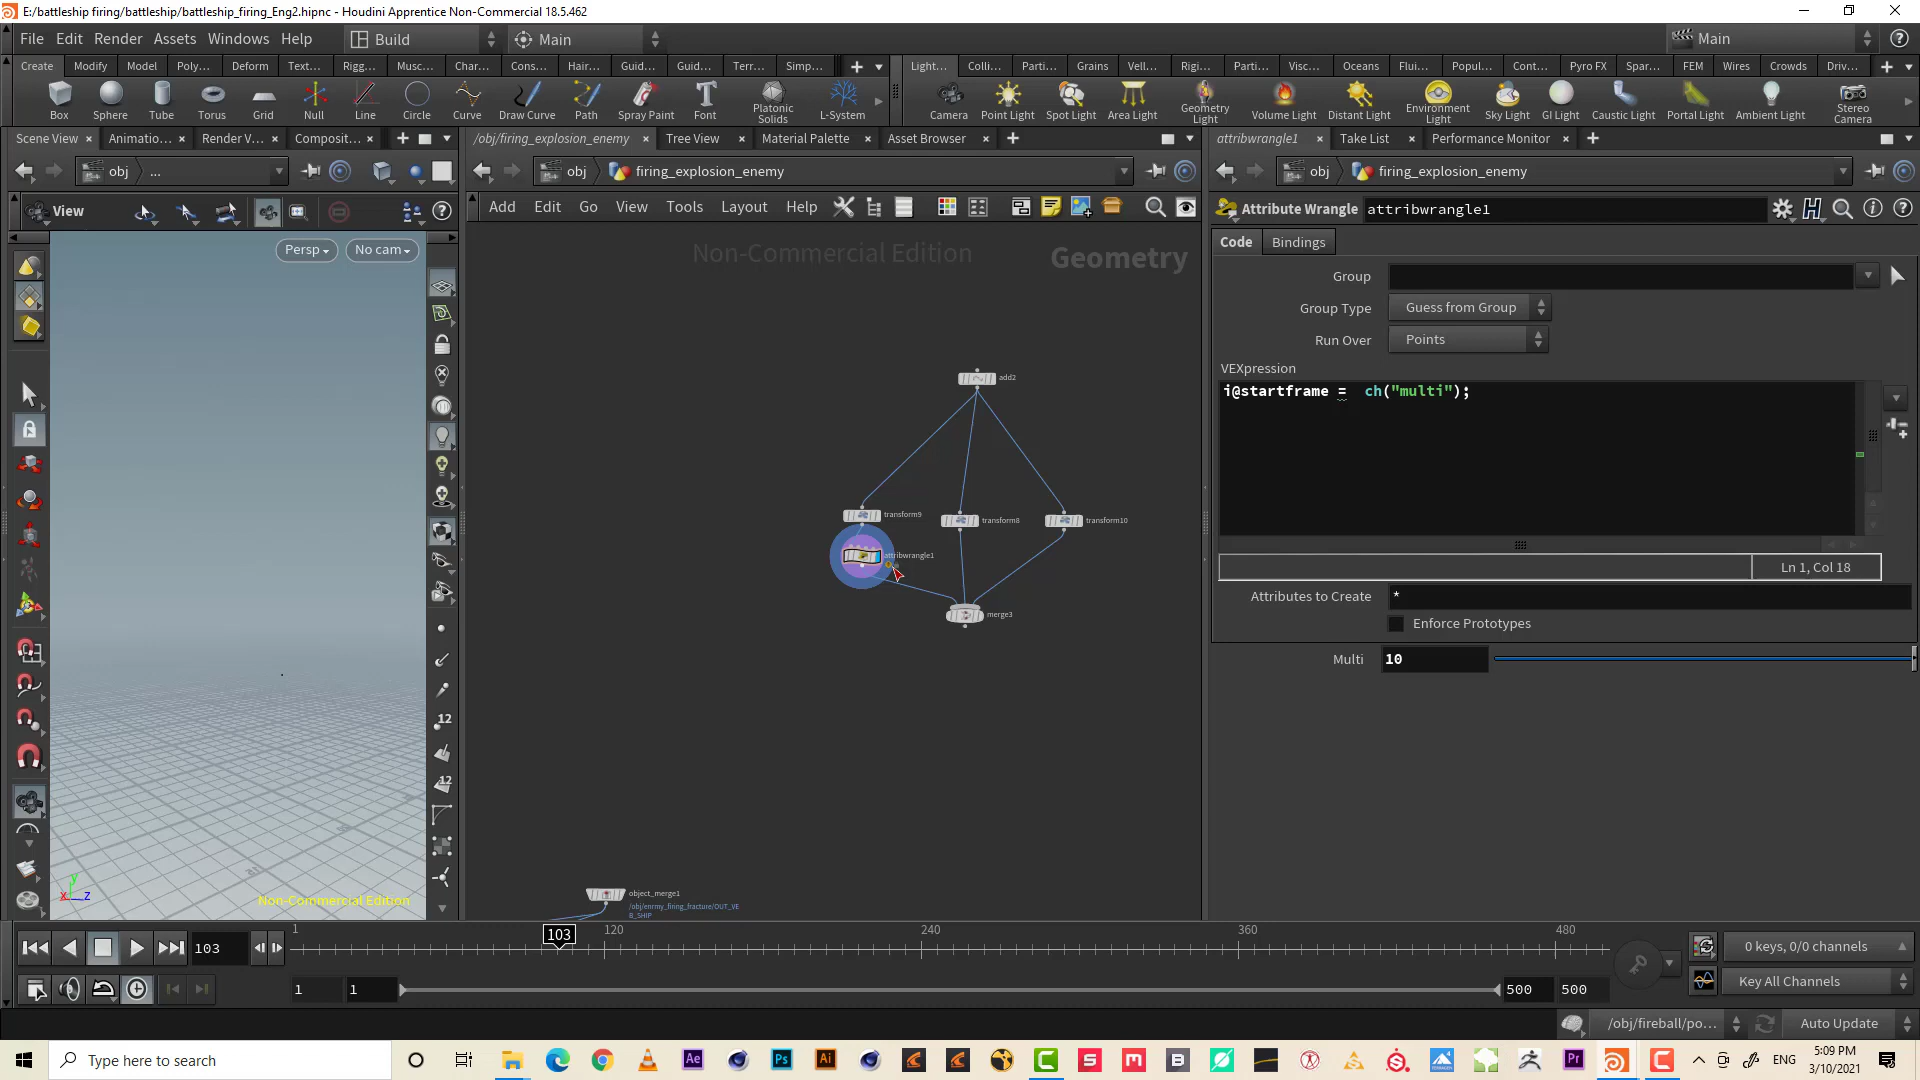 E:/battleship firing/battleship/battleship_firing_Eng2.hipnc - Houdini Apprentice Non-Commercial 18.5.462
File Edit Render Assets Windows Help Build Main Main
Create Modify Model Poly... Deform Text... Rigg... Musc... Char... Cons... Hair... Guid... Guid... Terr... Simp... Light... Colli... Parti... Grains Vell... Rigi... Parti... Visc... Oceans Flui... Popul... Cont... Pyro FX Spar... FEM Wires Crowds Driv...
Box Sphere Tube Torus Grid Null Line Circle Curve Draw Curve Path Spray Paint Font Platonic Solids L-System Camera Point Light Spot Light Area Light Geometry Light Volume Light Distant Light Environment Light Sky Light GI Light Caustic Light Portal Light Ambient Light Stereo Camera
Scene View Animatio... Render V... Composit... /obj/firing_explosion_enemy Tree View Material Palette Asset Browser attribwrangle1 Take List Performance Monitor
obj ... obj firing_explosion_enemy obj firing_explosion_enemy
View Add Edit Go View Tools Layout Help Attribute Wrangle attribwrangle1
Persp No cam
Non-Commercial Edition Geometry
Code Bindings
Group
Group Type Guess from Group
Run Over Points
VEXpression
i@startframe =  ch("multi");
Ln 1, Col 18
Attributes to Create *
Enforce Prototypes
Multi 10
add2
transform9 transform8 transform10
attribwrangle1
merge3
object_merge1
/obj/enrmy_firing_fracture/OUT_VE
B_SHIP
12
12
y
x z
Non-Commercial Edition
103 1 103 120 240 360 480 0 keys, 0/0 channels
1 1 500 500 Key All Channels
/obj/fireball/po... Auto Update
Type here to search ENG 5:09 PM
3/10/2021